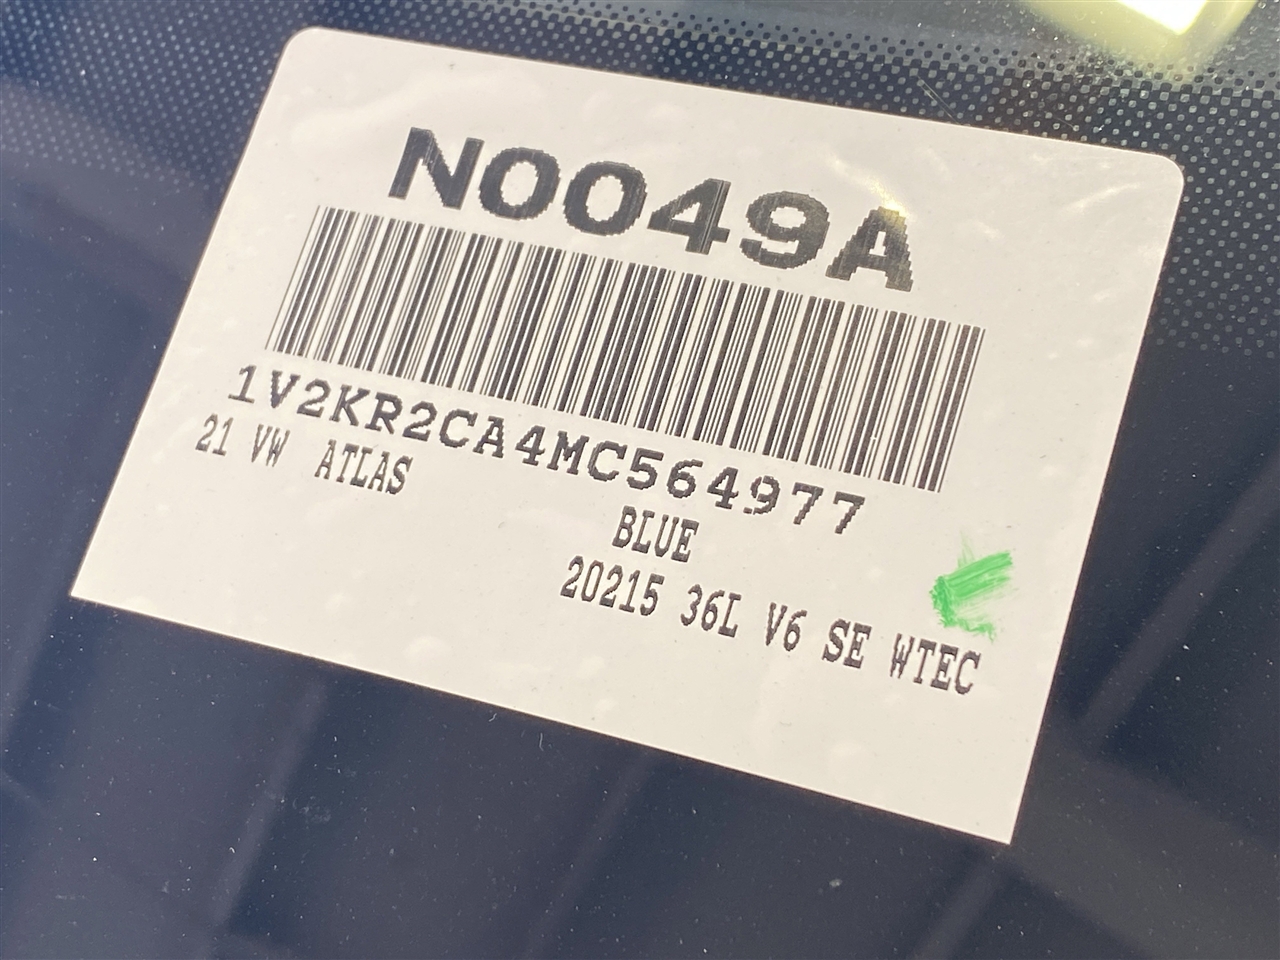 N0049A
1V2KR2CA4MC564977
21 VW ATLAS
BLUE
20215 36L V6 SE WTEC